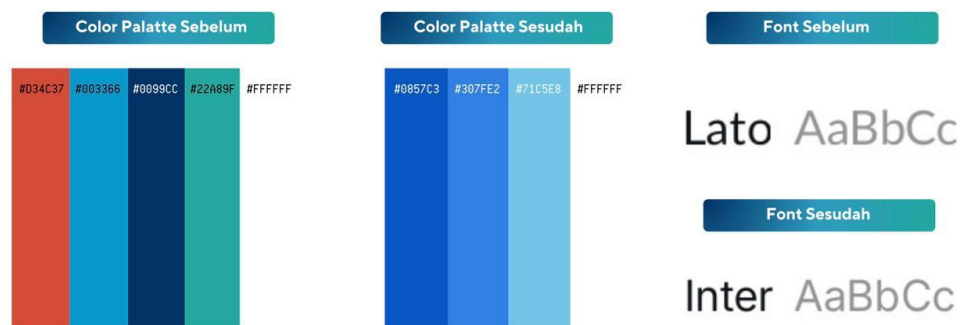 Color Palatte Sebelum
#D34C37 #003366 #0099CC #22A89F #FFFFFF
Color Palatte Sesudah
#0857C3 #307FE2 #71C5E8 #FFFFFF
Font Sebelum
Lato AaBbCc
Font Sesudah
Inter AaBbCc